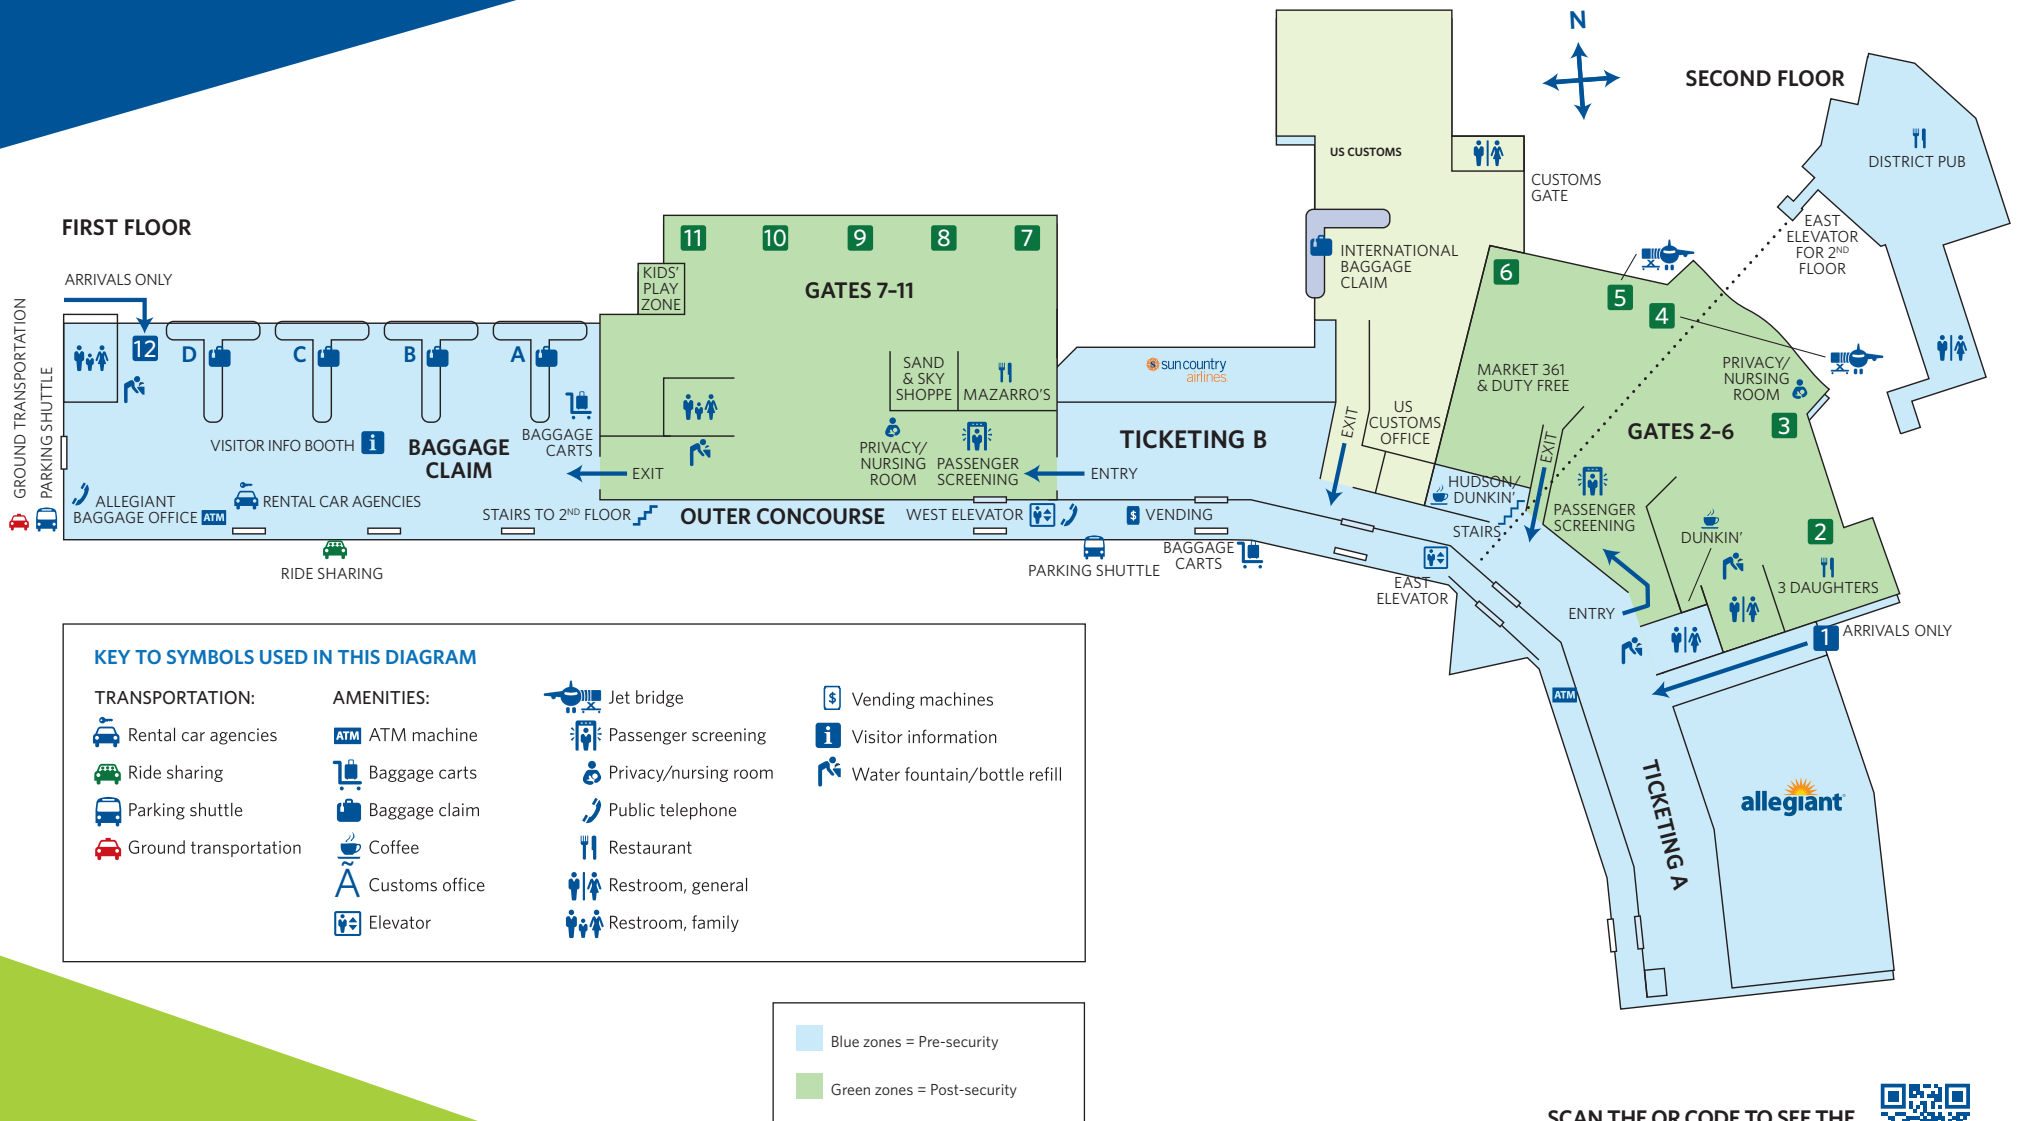 N
SECOND FLOOR
DISTRICT PUB
US CUSTOMS
CUSTOMS
GATE
FIRST FLOOR
EAST
ELEVATOR
FOR 2ND
FLOOR
ARRIVALS ONLY
GROUND TRANSPORTATION
PARKING SHUTTLE
12
D
C
B
A
11
10
9
8
7
KIDS'
PLAY
ZONE
GATES 7–11
INTERNATIONAL
BAGGAGE
CLAIM
6
5
4
SAND
& SKY
SHOPPE
MAZARRO'S
sun country
airlines
MARKET 361
& DUTY FREE
PRIVACY/
NURSING
ROOM
3
US
CUSTOMS
OFFICE
EXIT
EXIT
GATES 2–6
VISITOR INFO BOOTH
i
BAGGAGE
CLAIM
BAGGAGE
CARTS
EXIT
PRIVACY/
NURSING
ROOM
PASSENGER
SCREENING
ENTRY
TICKETING B
HUDSON/
DUNKIN'
STAIRS
PASSENGER
SCREENING
DUNKIN'
2
3 DAUGHTERS
ALLEGIANT
BAGGAGE OFFICE
ATM
RENTAL CAR AGENCIES
STAIRS TO 2ND FLOOR
OUTER CONCOURSE
WEST ELEVATOR
$
VENDING
RIDE SHARING
PARKING SHUTTLE
BAGGAGE
CARTS
EAST
ELEVATOR
ENTRY
1
ARRIVALS ONLY
ATM
TICKETING A
allegiant
KEY TO SYMBOLS USED IN THIS DIAGRAM
TRANSPORTATION:
Rental car agencies
Ride sharing
Parking shuttle
Ground transportation
AMENITIES:
ATM
ATM machine
Baggage carts
Baggage claim
Coffee
Ã
Customs office
Elevator
Jet bridge
Passenger screening
Privacy/nursing room
Public telephone
Restaurant
Restroom, general
Restroom, family
$
Vending machines
i
Visitor information
Water fountain/bottle refill
Blue zones = Pre-security
Green zones = Post-security
SCAN THE QR CODE TO SEE THE